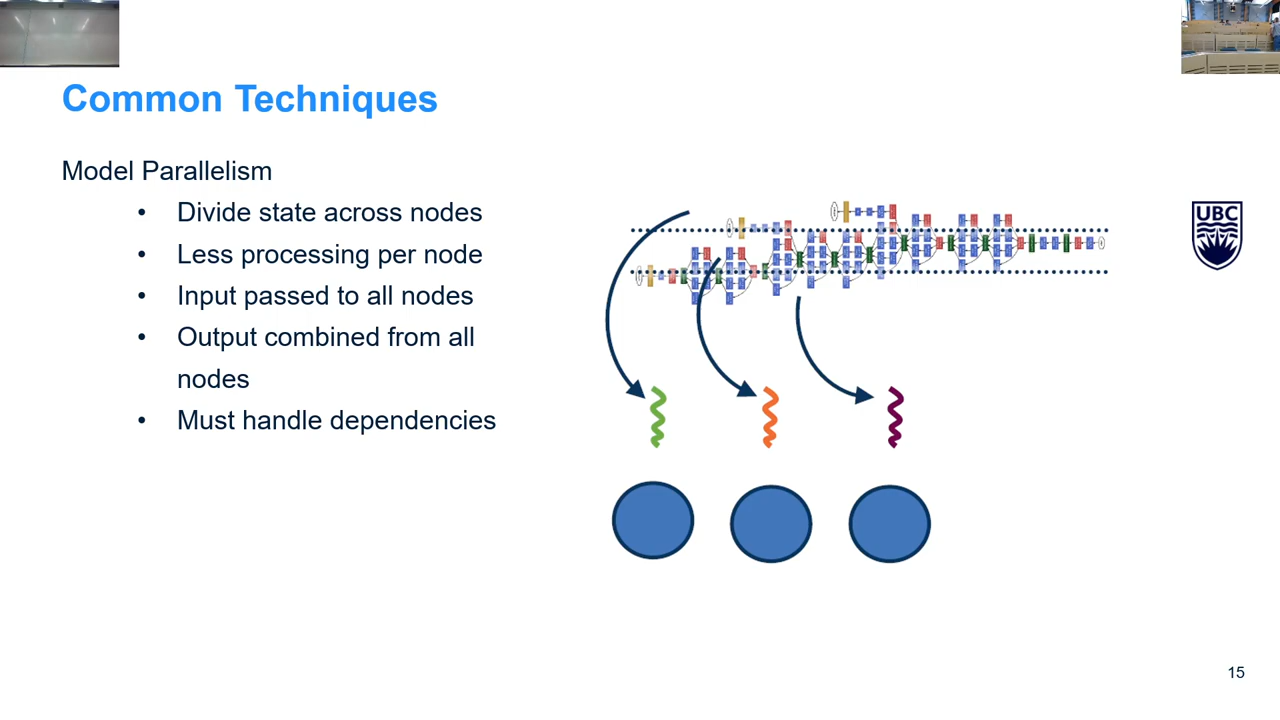 Common Techniques
Model Parallelism
• Divide state across nodes
• Less processing per node
• Input passed to all nodes
• Output combined from all
nodes
• Must handle dependencies
UBC
15